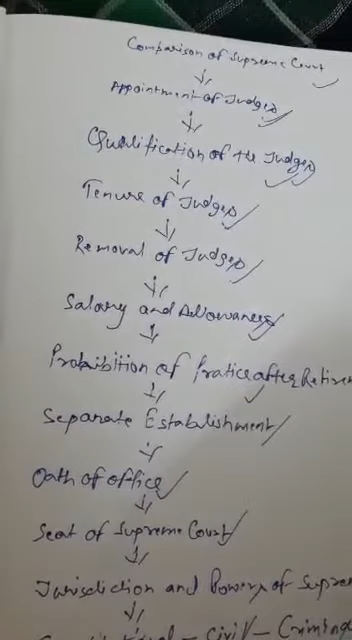 Comparison of Supreme Court
Appointment of Judges
Qualification of the Judges
Tenure of Judges
Removal of Judges
Salary and Allowances
Prohibition of Pratice after Retire
Separate Establishment
Oath of office
Seat of Supreme Court
Jurisdiction and Powers of Suprem
Civil - Crimina